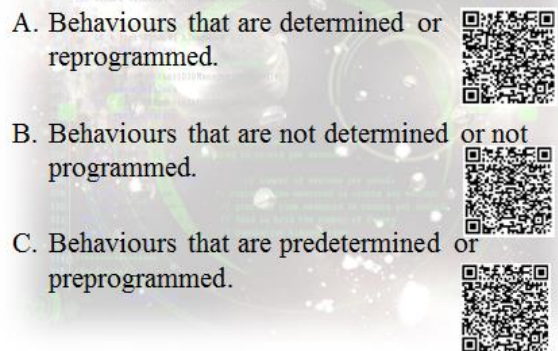 A. Behaviours that are determined or
reprogrammed.
B. Behaviours that are not determined or not
programmed.
C. Behaviours that are predetermined or
preprogrammed.